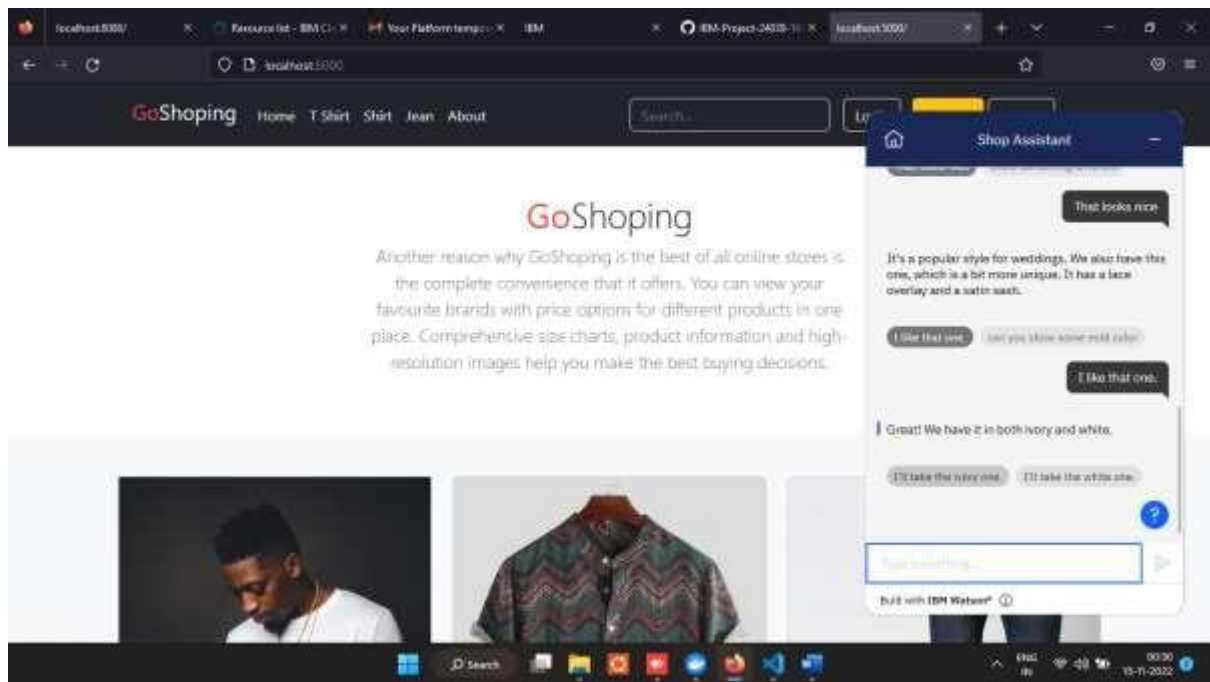 localhost:5000/
Resource list - IBM Cl
Your Platform
IBM
IBM-Project-
localhost:5000/
localhost:5000
GoShoping
Home
T Shirt
Shirt
Jean
About
Search...
Shop Assistant
That looks nice
It's a popular style for weddings. We also have this
one, which is a bit more unique. It has a lace
overlay and a satin sash.
I like that one.
can you show some mild color
I like that one.
Great! We have it in both ivory and white.
I'll take the ivory one.
I'll take the white one.
?
Type something...
Built with IBM Watson®
GoShoping
Another reason why GoShoping is the best of all online stores is
the complete convenience that it offers. You can view your
favourite brands with price options for different products in one
place. Comprehensive size charts, product information and high-
resolution images help you make the best buying decisions.
Search
ENG
IN
00:30
15-11-2022